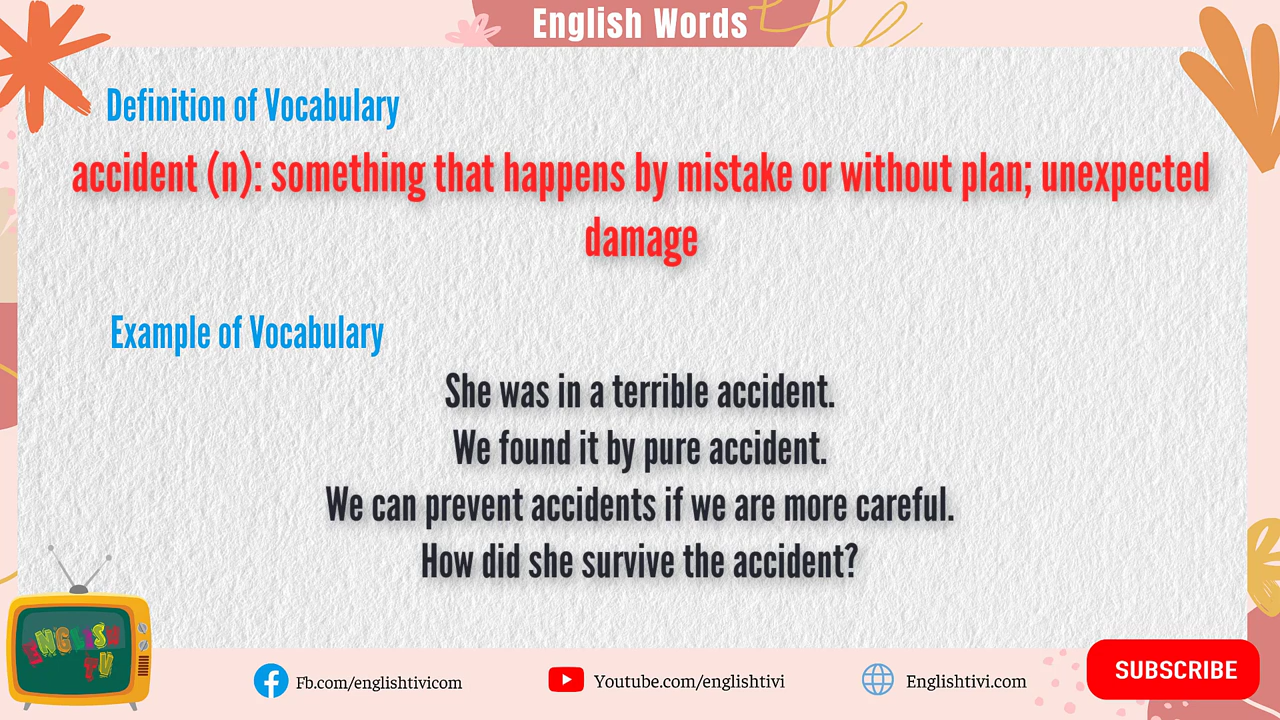 English Words
Definition of Vocabulary
accident (n): something that happens by mistake or without plan; unexpected
damage
Example of Vocabulary
She was in a terrible accident.
We found it by pure accident.
We can prevent accidents if we are more careful.
How did she survive the accident?
ENGLISH
TV
Fb.com/englishtivicom
Youtube.com/englishtivi
Englishtivi.com
SUBSCRIBE